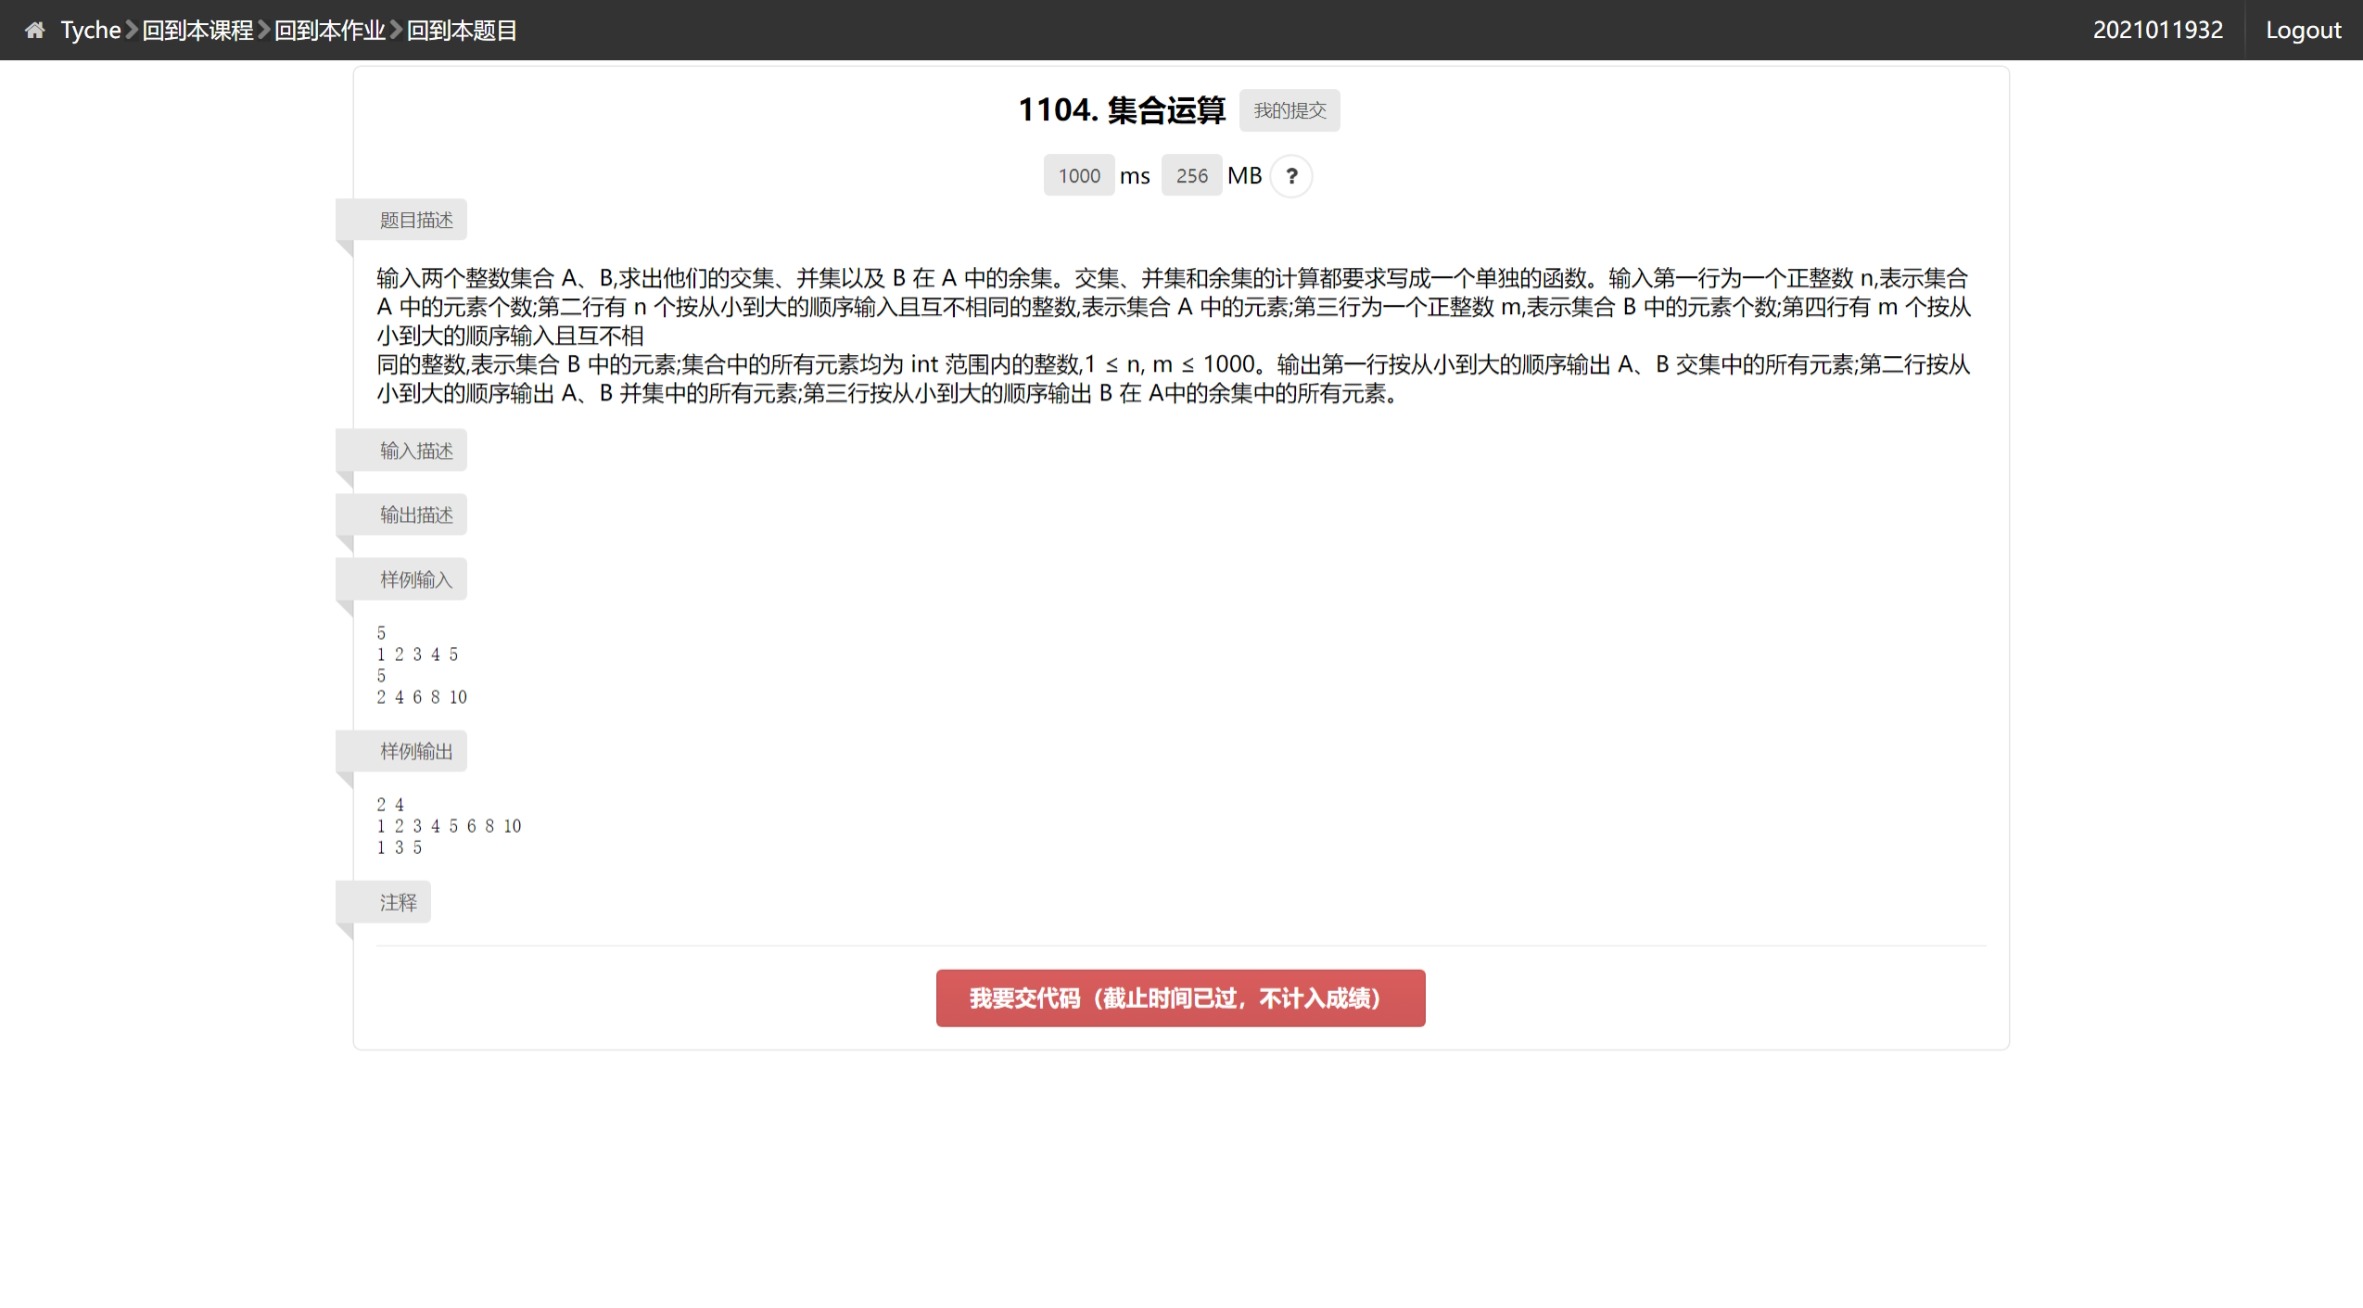 Tyche 回到本课程 回到本作业 回到本题目 2021011932 Logout
1104. 集合运算 我的提交
1000 ms 256 MB ?
题目描述
输入两个整数集合 A、B,求出他们的交集、并集以及 B 在 A 中的余集。交集、并集和余集的计算都要求写成一个单独的函数。输入第一行为一个正整数 n,表示集合
A 中的元素个数;第二行有 n 个按从小到大的顺序输入且互不相同的整数,表示集合 A 中的元素;第三行为一个正整数 m,表示集合 B 中的元素个数;第四行有 m 个按从
小到大的顺序输入且互不相
同的整数,表示集合 B 中的元素;集合中的所有元素均为 int 范围内的整数,1 ≤ n, m ≤ 1000。输出第一行按从小到大的顺序输出 A、B 交集中的所有元素;第二行按从
小到大的顺序输出 A、B 并集中的所有元素;第三行按从小到大的顺序输出 B 在 A中的余集中的所有元素。
输入描述
输出描述
样例输入
5
1 2 3 4 5
5
2 4 6 8 10
样例输出
2 4
1 2 3 4 5 6 8 10
1 3 5
注释
我要交代码（截止时间已过，不计入成绩）